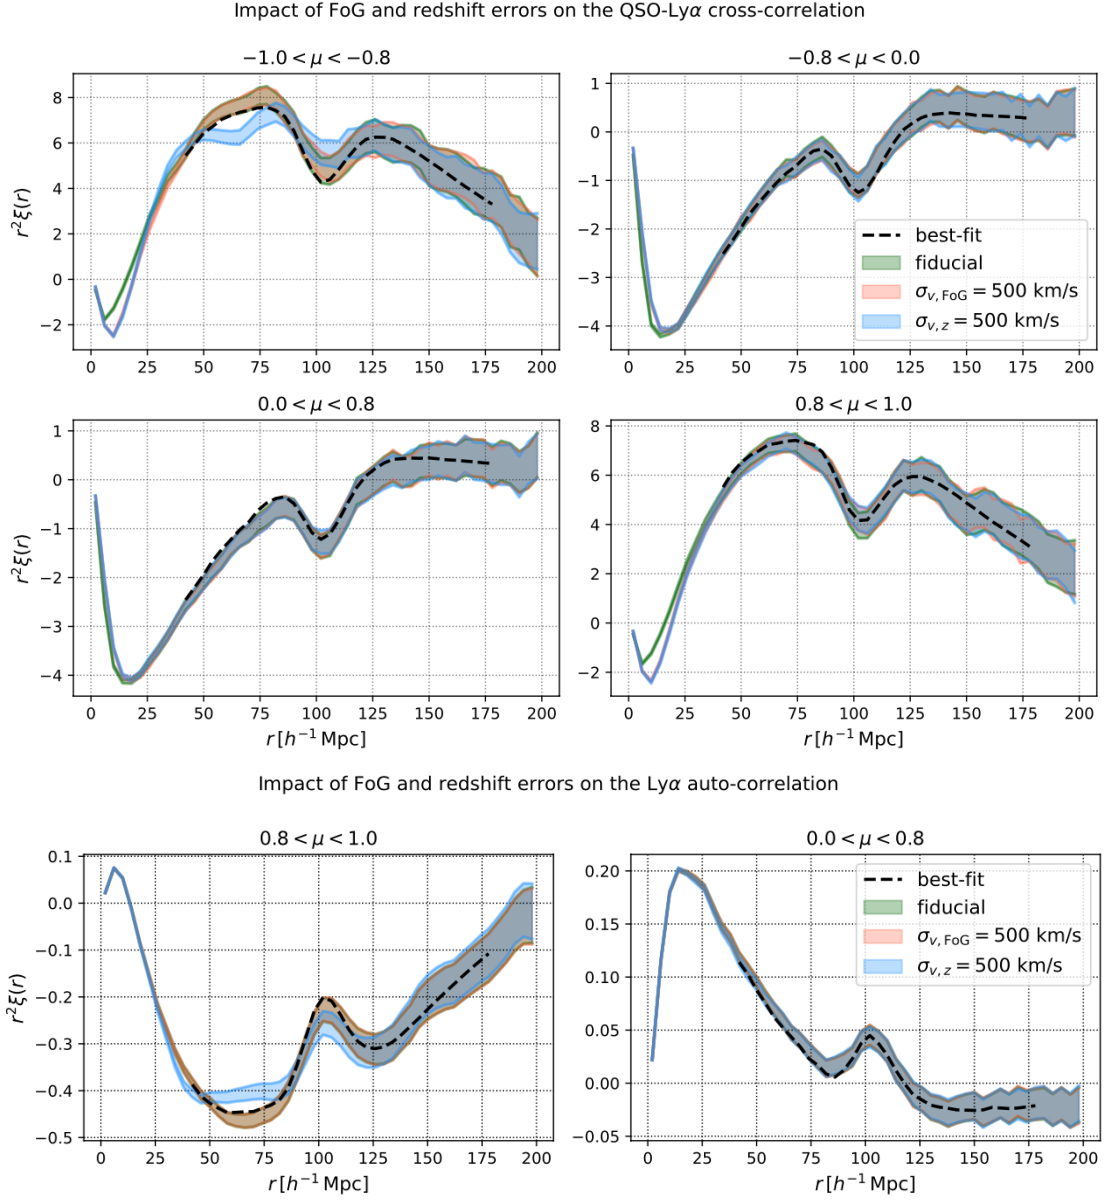 Impact of FoG and redshift errors on the QSO-Lyα cross-correlation
−1.0 < μ < −0.8
8
6
4
2
0
−2
r²ξ(r)
0 25 50 75 100 125 150 175 200
−0.8 < μ < 0.0
1
0
−1
−2
−3
−4
0 25 50 75 100 125 150 175 200
best-fit
fiducial
σv,FoG = 500 km/s
σv,z = 500 km/s
0.0 < μ < 0.8
1
0
−1
−2
−3
−4
r²ξ(r)
0 25 50 75 100 125 150 175 200
r [h⁻¹ Mpc]
0.8 < μ < 1.0
8
6
4
2
0
−2
0 25 50 75 100 125 150 175 200
r [h⁻¹ Mpc]
Impact of FoG and redshift errors on the Lyα auto-correlation
0.8 < μ < 1.0
0.1
0.0
−0.1
−0.2
−0.3
−0.4
−0.5
r²ξ(r)
0 25 50 75 100 125 150 175 200
r [h⁻¹ Mpc]
0.0 < μ < 0.8
0.20
0.15
0.10
0.05
0.00
−0.05
0 25 50 75 100 125 150 175 200
r [h⁻¹ Mpc]
best-fit
fiducial
σv,FoG = 500 km/s
σv,z = 500 km/s